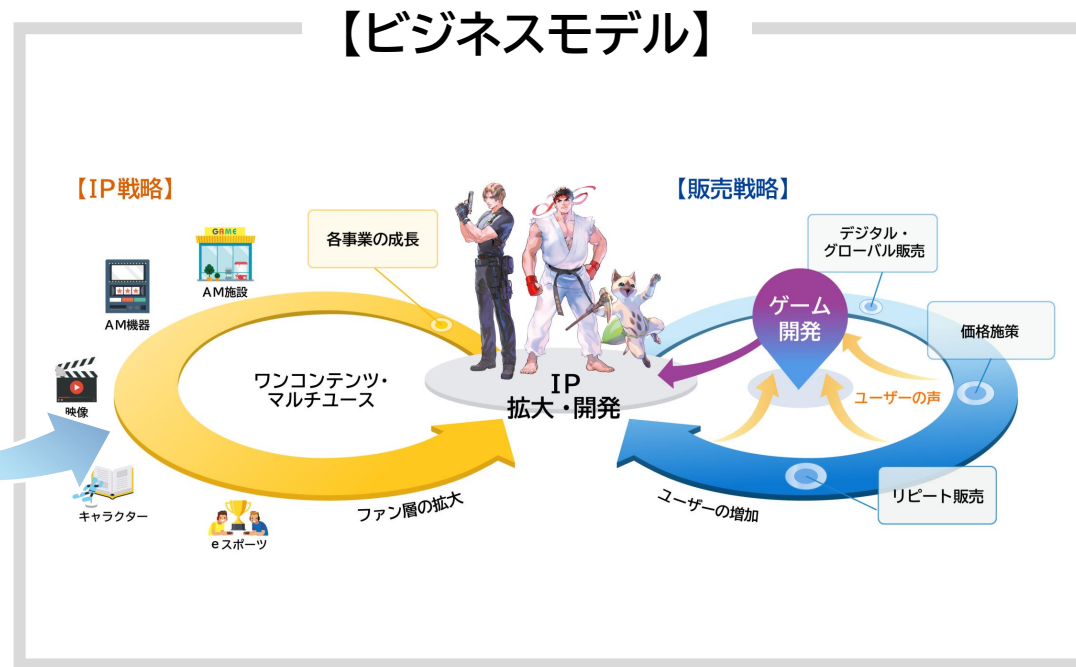 【ビジネスモデル】
【IP戦略】
【販売戦略】
GAME
AM施設
AM機器
映像
キャラクター
eスポーツ
各事業の成長
ワンコンテンツ・
マルチユース
ファン層の拡大
IP
拡大・開発
ゲーム
開発
デジタル・
グローバル販売
価格施策
ユーザーの声
リピート販売
ユーザーの増加